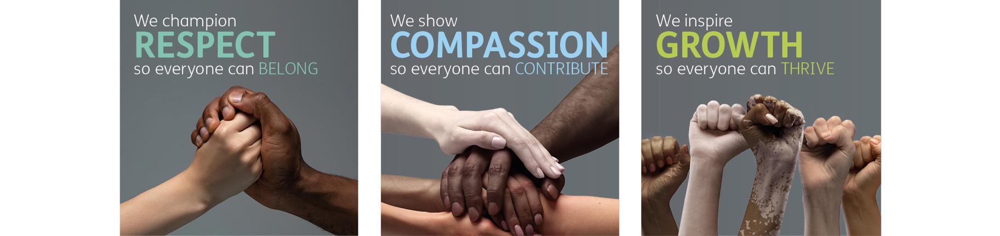 We champion
RESPECT
so everyone can BELONG
We show
COMPASSION
so everyone can CONTRIBUTE
We inspire
GROWTH
so everyone can THRIVE